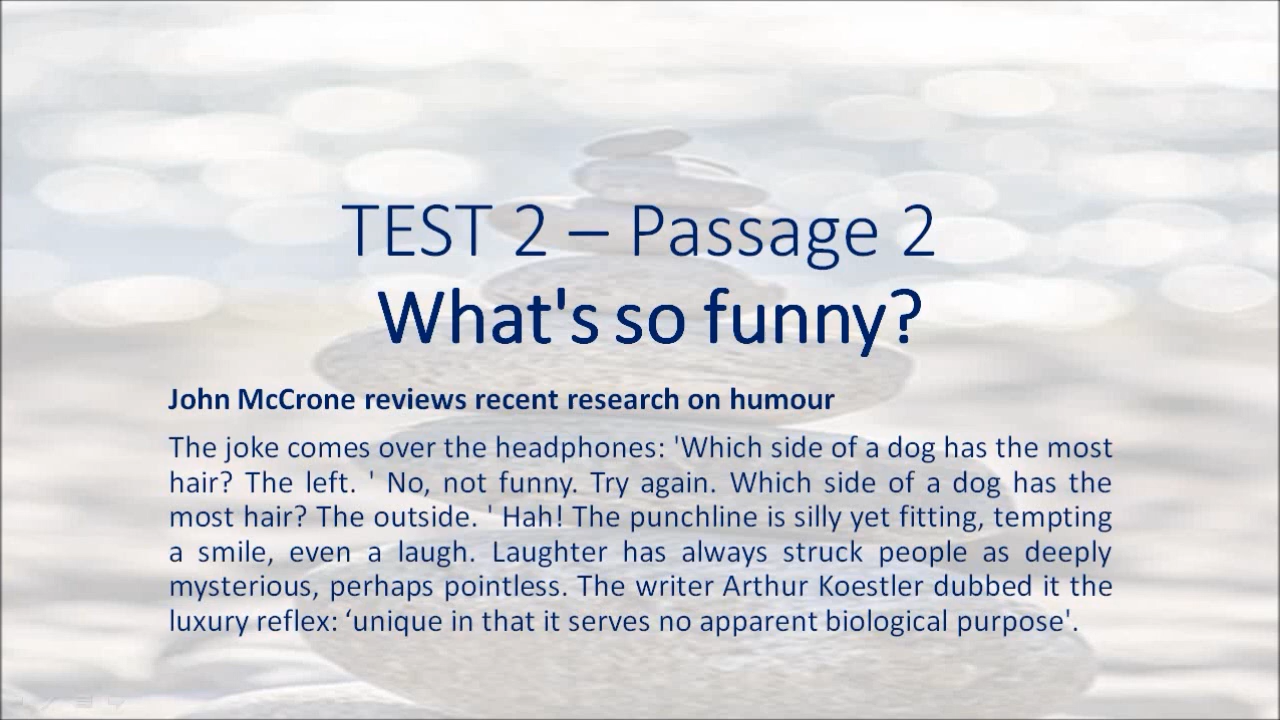 TEST 2 – Passage 2
What's so funny?
John McCrone reviews recent research on humour
The joke comes over the headphones: 'Which side of a dog has the most
hair? The left. ' No, not funny. Try again. Which side of a dog has the
most hair? The outside. ' Hah! The punchline is silly yet fitting, tempting
a smile, even a laugh. Laughter has always struck people as deeply
mysterious, perhaps pointless. The writer Arthur Koestler dubbed it the
luxury reflex: ‘unique in that it serves no apparent biological purpose'.